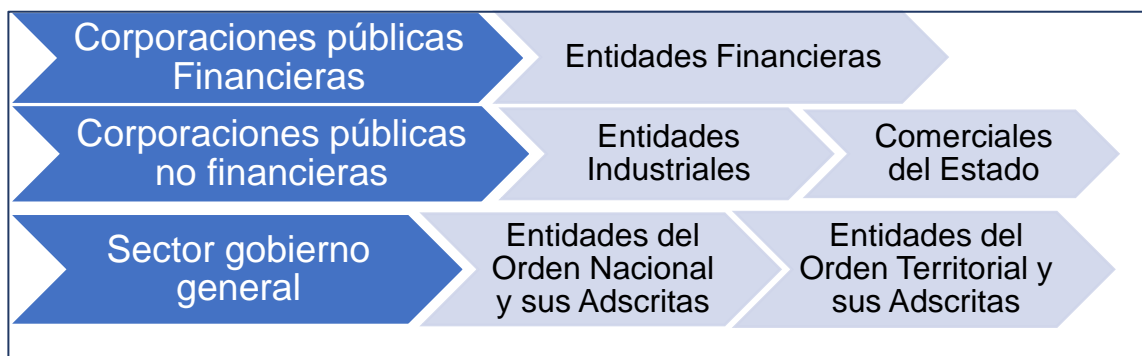 Corporaciones públicas
Financieras
Entidades Financieras
Corporaciones públicas
no financieras
Entidades
Industriales
Comerciales
del Estado
Sector gobierno
general
Entidades del
Orden Nacional
y sus Adscritas
Entidades del
Orden Territorial y
sus Adscritas